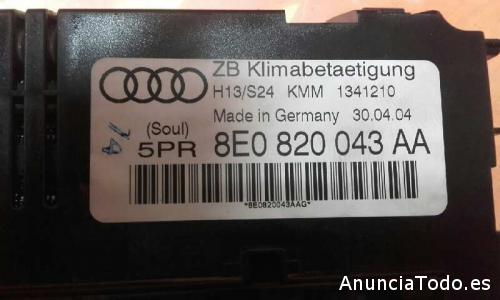 ZB Klimabetaetigung
H13/S24 KMM 1341210
Made in Germany 30.04.04
74
(Soul)
5PR 8E0 820 043 AA
*8E0820043AAG*
AnunciaTodo.es